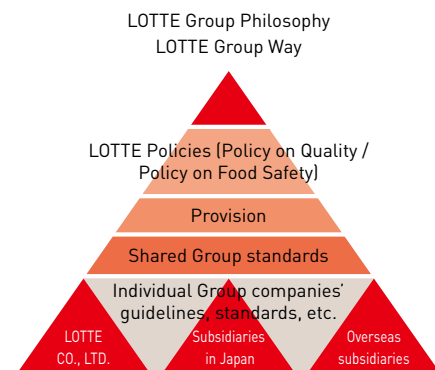 LOTTE Group Philosophy
LOTTE Group Way
LOTTE Policies (Policy on Quality /
Policy on Food Safety)
Provision
Shared Group standards
Individual Group companies’
guidelines, standards, etc.
LOTTE
CO., LTD.
Subsidiaries
in Japan
Overseas
subsidiaries